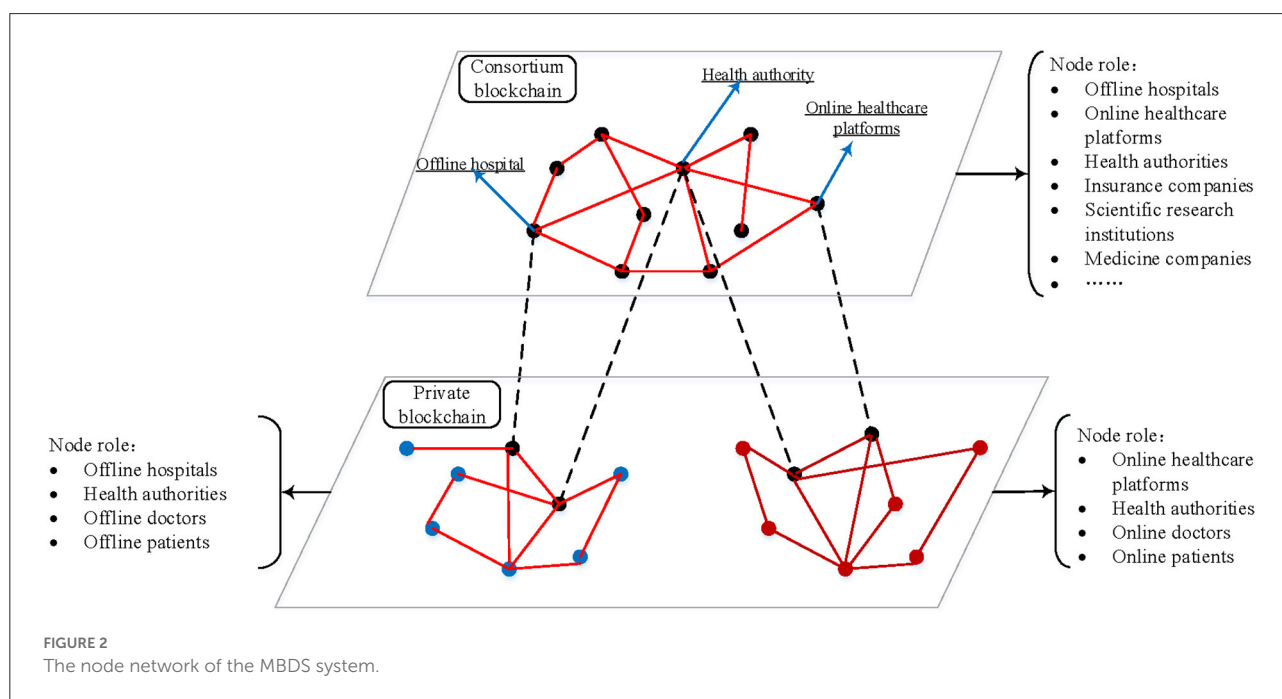 Consortium
blockchain
Health authority
Online healthcare
platforms
Offline hospital
Node role：
● Offline hospitals
● Online healthcare
platforms
● Health authorities
● Insurance companies
● Scientific research
institutions
● Medicine companies
● ……
Private
blockchain
Node role：
● Offline hospitals
● Health authorities
● Offline doctors
● Offline patients
Node role：
● Online healthcare
platforms
● Health authorities
● Online doctors
● Online patients
FIGURE 2
The node network of the MBDS system.